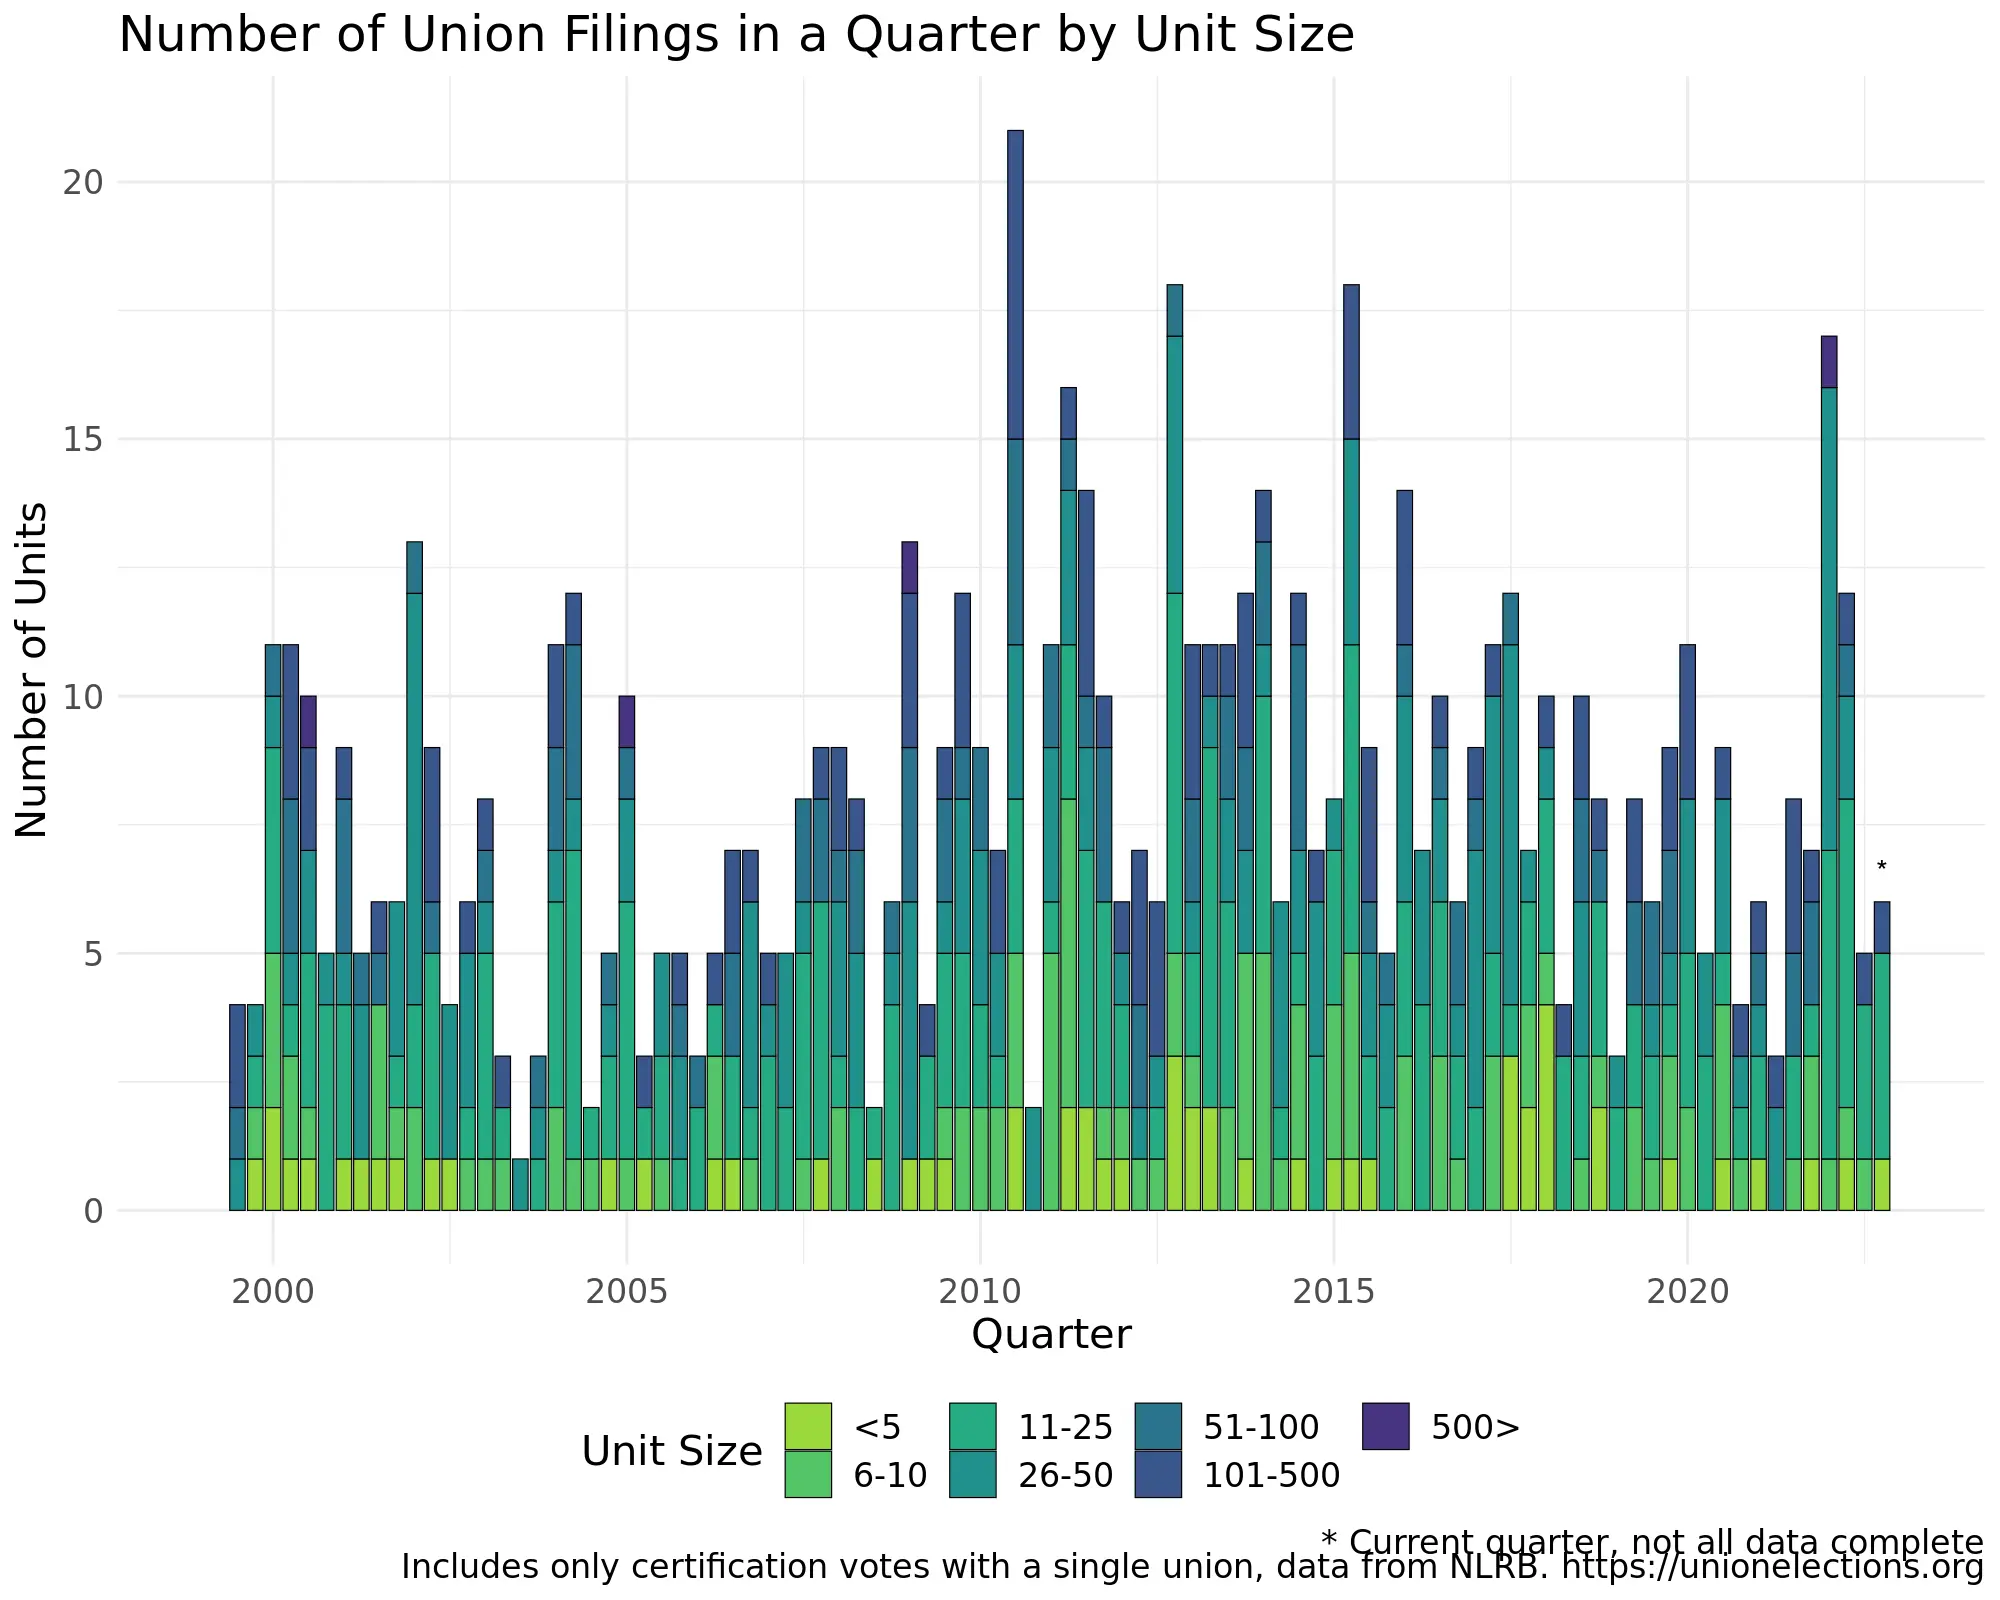 Number of Union Filings in a Quarter by Unit Size
Number of Units
20
15
10
5
0
*
2000 2005 2010 2015 2020
Quarter
Unit Size
<5 11-25 51-100 500>
6-10 26-50 101-500
* Current quarter, not all data complete
Includes only certification votes with a single union, data from NLRB. https://unionelections.org